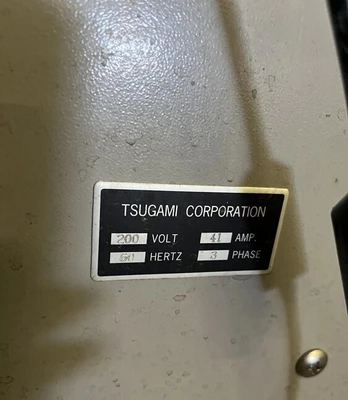 TSUGAMI CORPORATION
200 VOLT 41 AMP.
60 HERTZ 3 PHASE